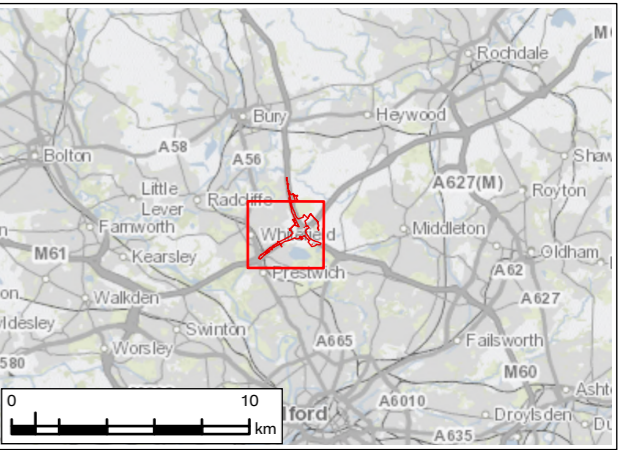 Rochdale
Bury
Heywood
A58
Bolton
A56
Shaw
A627(M)
Little
Lever
Radcliffe
Royton
Farnworth
Whitefield
Middleton
Oldham
M61
Kearsley
Prestwich
A62
Walkden
A627
Swinton
A665
Failsworth
Worsley
580
M60
0
10
km
A6010
Droylsden
A635